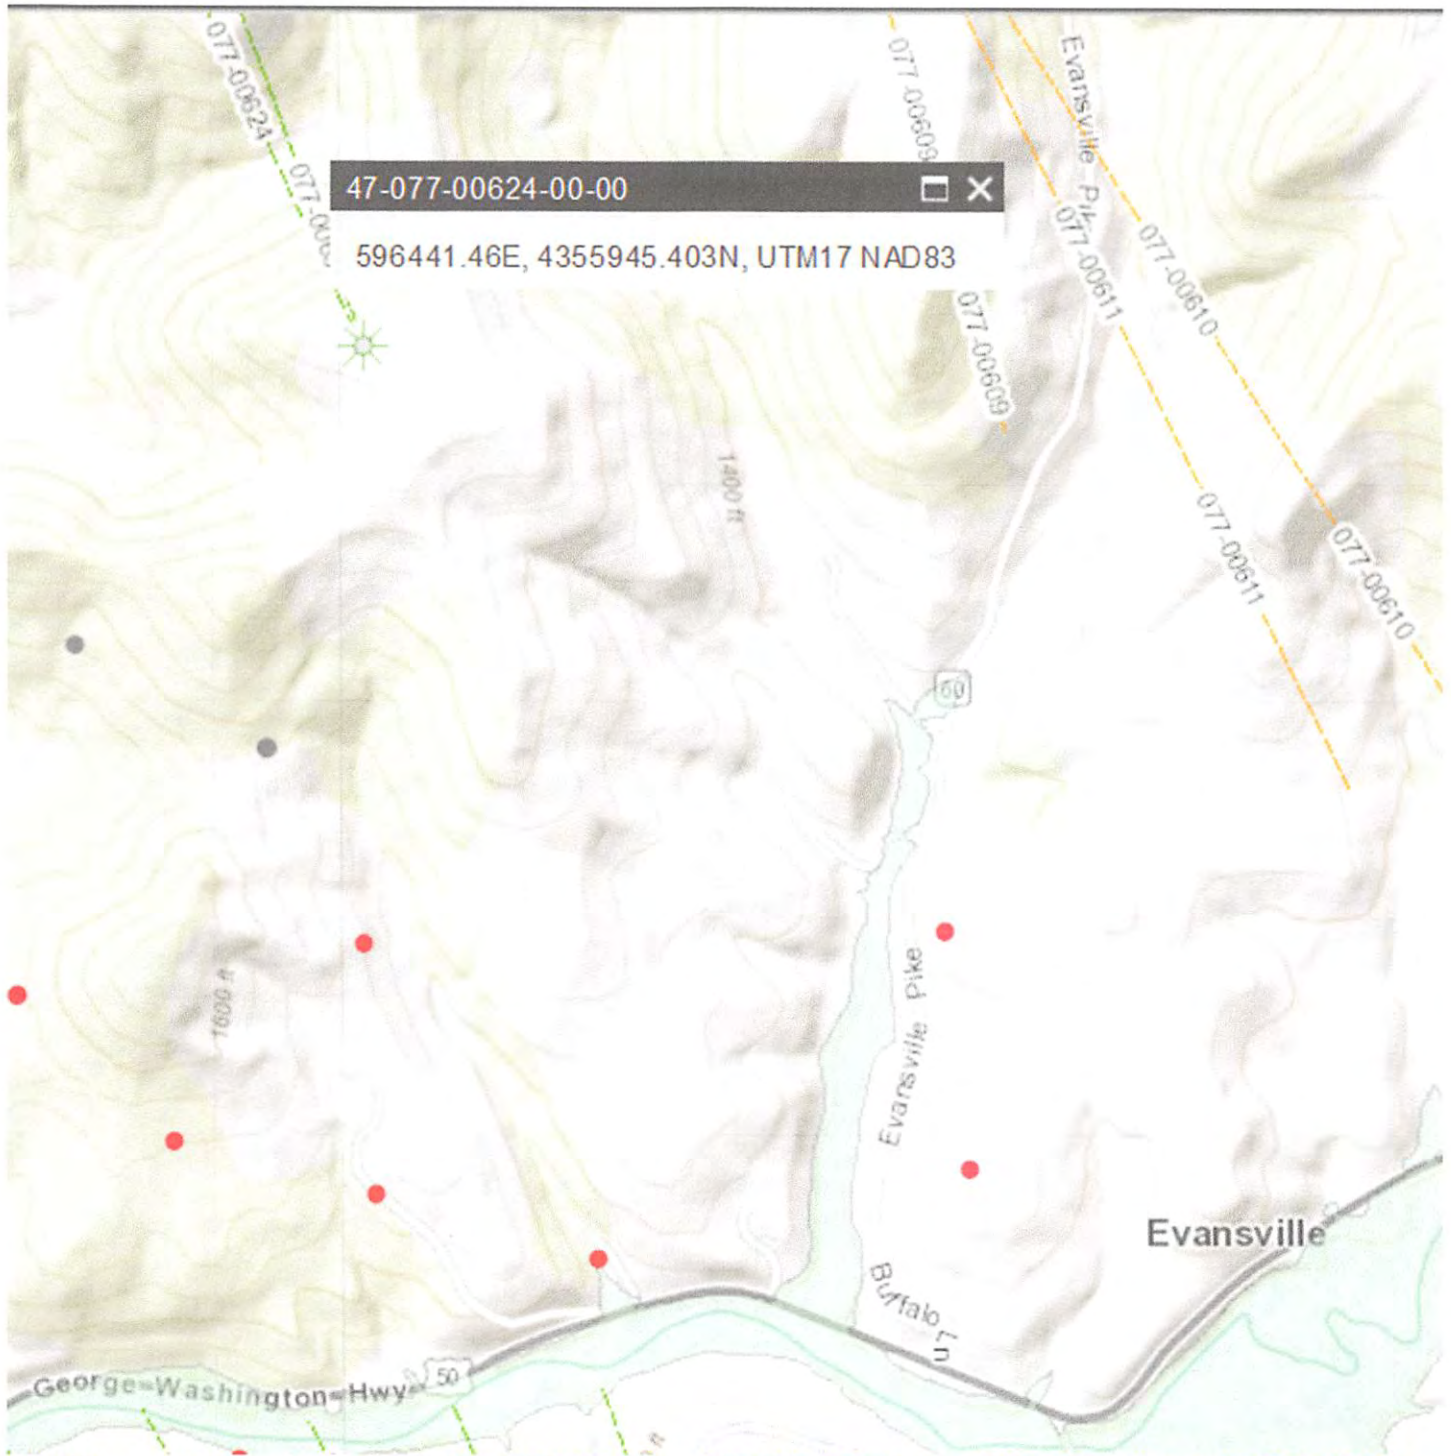 077-00624
077-00609
Evansville Pike
47-077-00624-00-00
596441.46E, 4355945.403N, UTM17 NAD83
077-00611
077-00610
077-00609
1400 ft
077-00611
077-00610
60
Evansville Pike
1600 ft
Evansville
Buffalo Ln
50
George Washington Hwy
ft